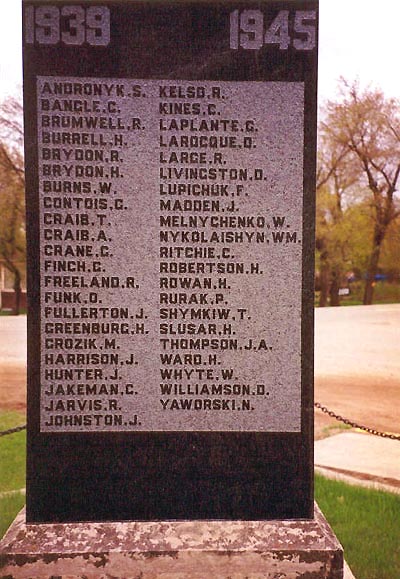 1939 1945
ANDRONYK.S. KELSO.R.
BANGLE.G. KINES.C.
BRUMWELL.R. LAPLANTE.G.
BURRELL.H. LAROCQUE.O.
BRYDON.R. LARGE.R.
BRYDON.H. LIVINGSTON.D.
BURNS.W. LUPICHUK.F.
CONTOIS.G. MADDEN.J.
CRAIB.T. MELNYCHENKO.W.
CRAIB.A. NYKOLAISHYN.WM.
CRANE.G. RITCHIE.C.
FINCH.G. ROBERTSON.H.
FREELAND.R. ROWAN.H.
FUNK.O. RURAK.P.
FULLERTON.J. SHYMKIW.T.
GREENBURG.H. SLUSAR.H.
GROZIK.M. THOMPSON.J.A.
HARRISON.J. WARD.H.
HUNTER.J. WHYTE.W.
JAKEMAN.C. WILLIAMSON.D.
JARVIS.R. YAWORSKI.N.
JOHNSTON.J.